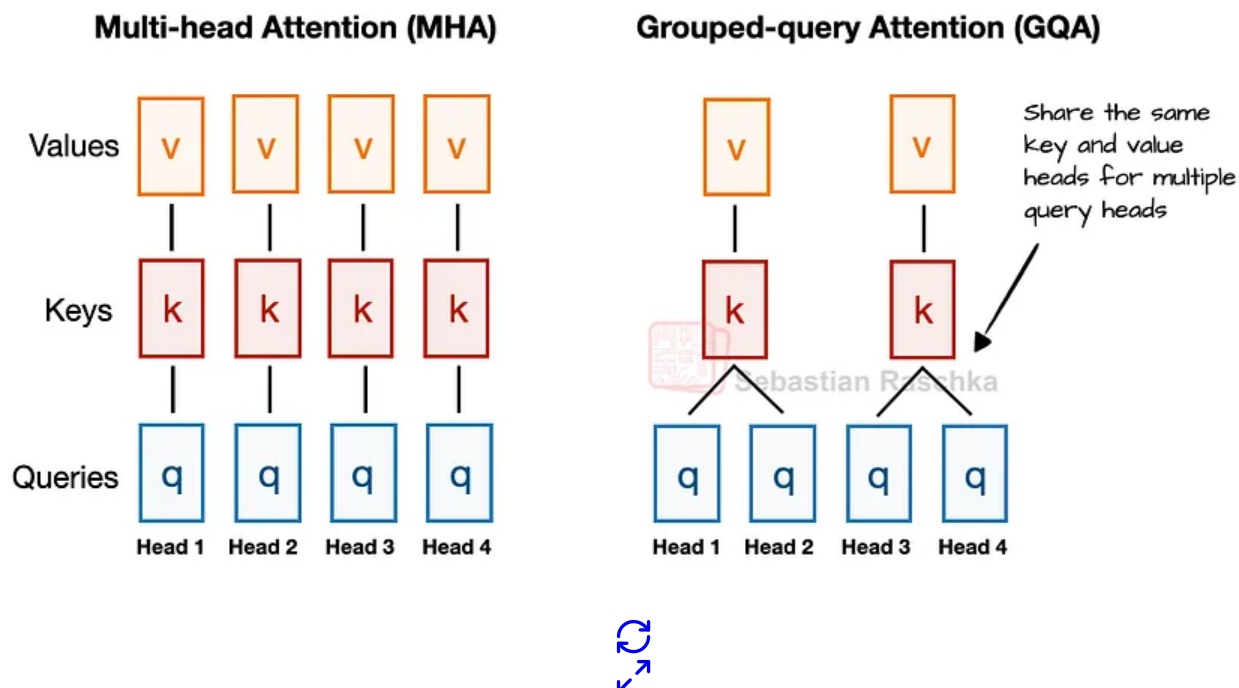 Multi-head Attention (MHA)
Grouped-query Attention (GQA)
Values
v v v v
v v
Share the same
key and value
heads for multiple
query heads
Keys
k k k k
k k
Sebastian Raschka
Queries
q q q q
q q q q
Head 1 Head 2 Head 3 Head 4
Head 1 Head 2 Head 3 Head 4